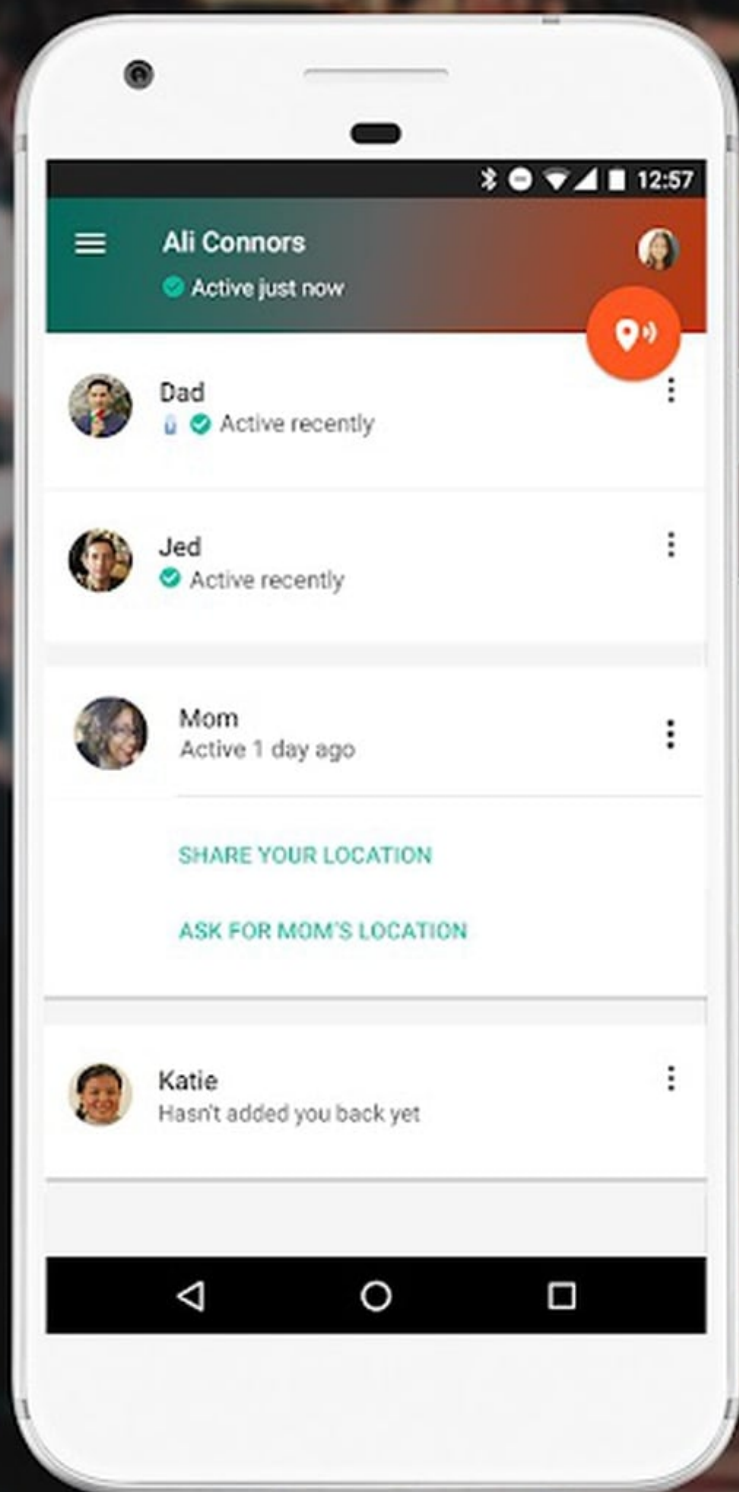 12:57
Ali Connors
Active just now
Dad
Active recently
Jed
Active recently
Mom
Active 1 day ago
SHARE YOUR LOCATION
ASK FOR MOM'S LOCATION
Katie
Hasn't added you back yet